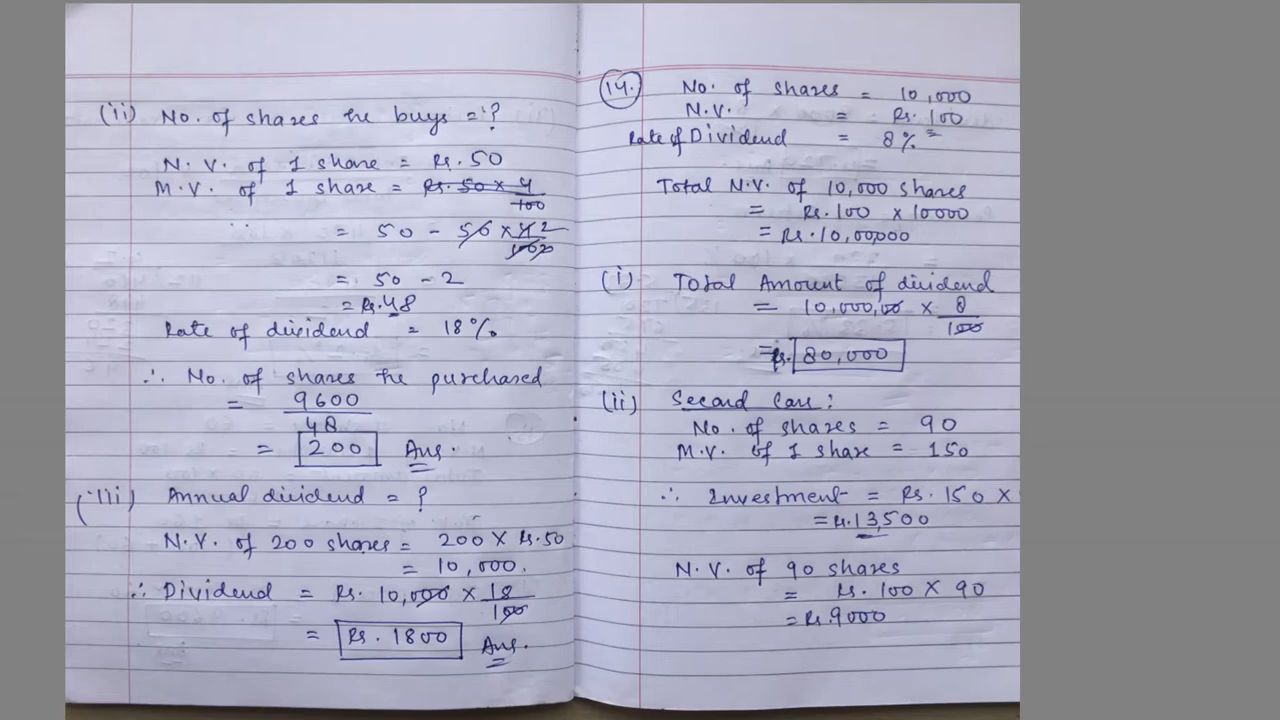 (ii) No. of shares he buys = ?
N. V. of 1 share = Rs. 50
M. V. of 1 share = Rs. 50 × 4/100
= 50 - 50 × 4 2/100
= 50 - 2
= Rs. 48
Rate of dividend = 18%
∴ No. of shares he purchased
= 9600/48
= 200 Ans.
(iii) Annual dividend = ?
N. V. of 200 shares = 200 × Rs. 50
= 10,000.
∴ Dividend = Rs. 10,000 × 18/100
= Rs. 1800 Ans.
14. No. of shares = 10,000
N.V. = Rs. 100
Rate of Dividend = 8%
Total N.V. of 10,000 shares
= Rs. 100 × 10000
= Rs. 10,00000
(i) Total Amount of dividend
= 10,000,00 × 8/100
= Rs. 80,000
(ii) Second Case:
No. of shares = 90
M.V. of 1 share = 150
∴ Investment = Rs. 150 ×
= Rs. 13,500
N. V. of 90 shares
= Rs. 100 × 90
= Rs. 9000